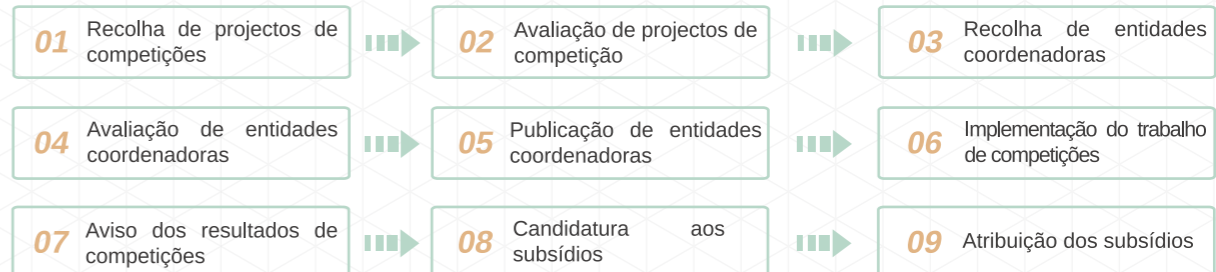 01 Recolha de projectos de
competições
02 Avaliação de projectos de
competição
03 Recolha de entidades
coordenadoras
04 Avaliação de entidades
coordenadoras
05 Publicação de entidades
coordenadoras
06 Implementação do trabalho
de competições
07 Aviso dos resultados de
competições
08 Candidatura aos
subsídios
09 Atribuição dos subsídios